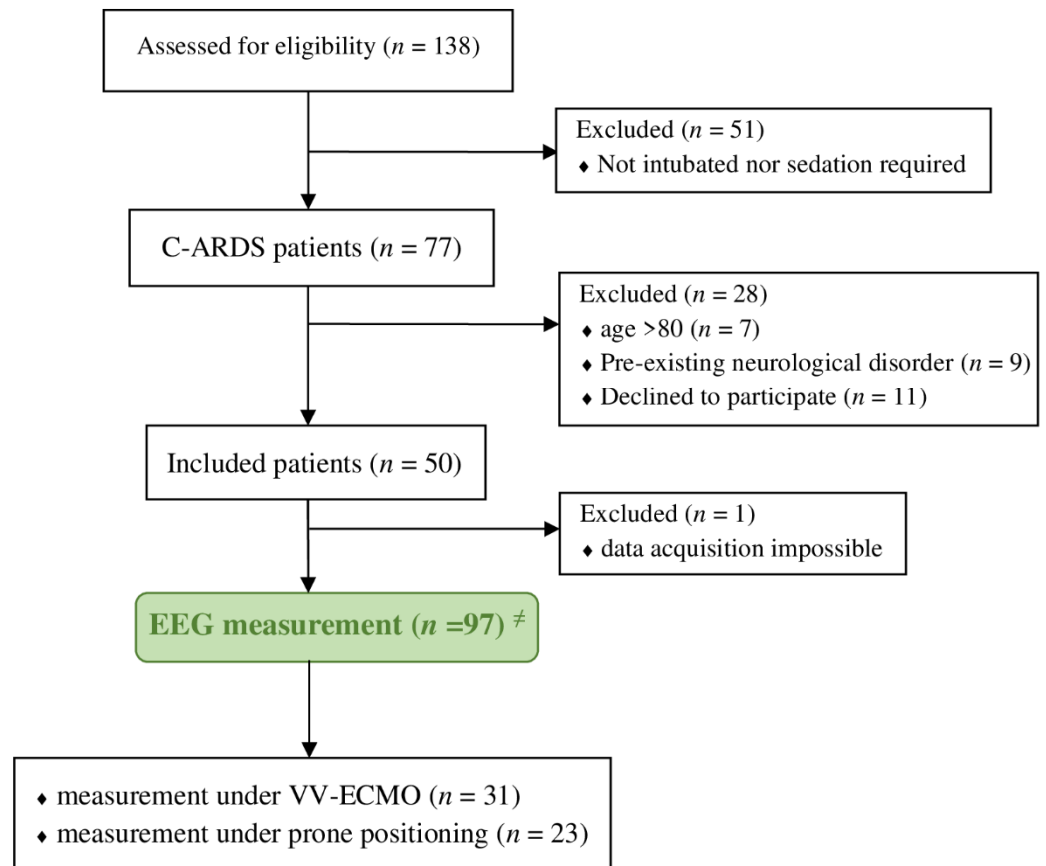 Assessed for eligibility (n = 138)
Excluded (n = 51)
♦ Not intubated nor sedation required
C-ARDS patients (n = 77)
Excluded (n = 28)
♦ age >80 (n = 7)
♦ Pre-existing neurological disorder (n = 9)
♦ Declined to participate (n = 11)
Included patients (n = 50)
Excluded (n = 1)
♦ data acquisition impossible
EEG measurement (n =97) ≠
♦ measurement under VV-ECMO (n = 31)
♦ measurement under prone positioning (n = 23)